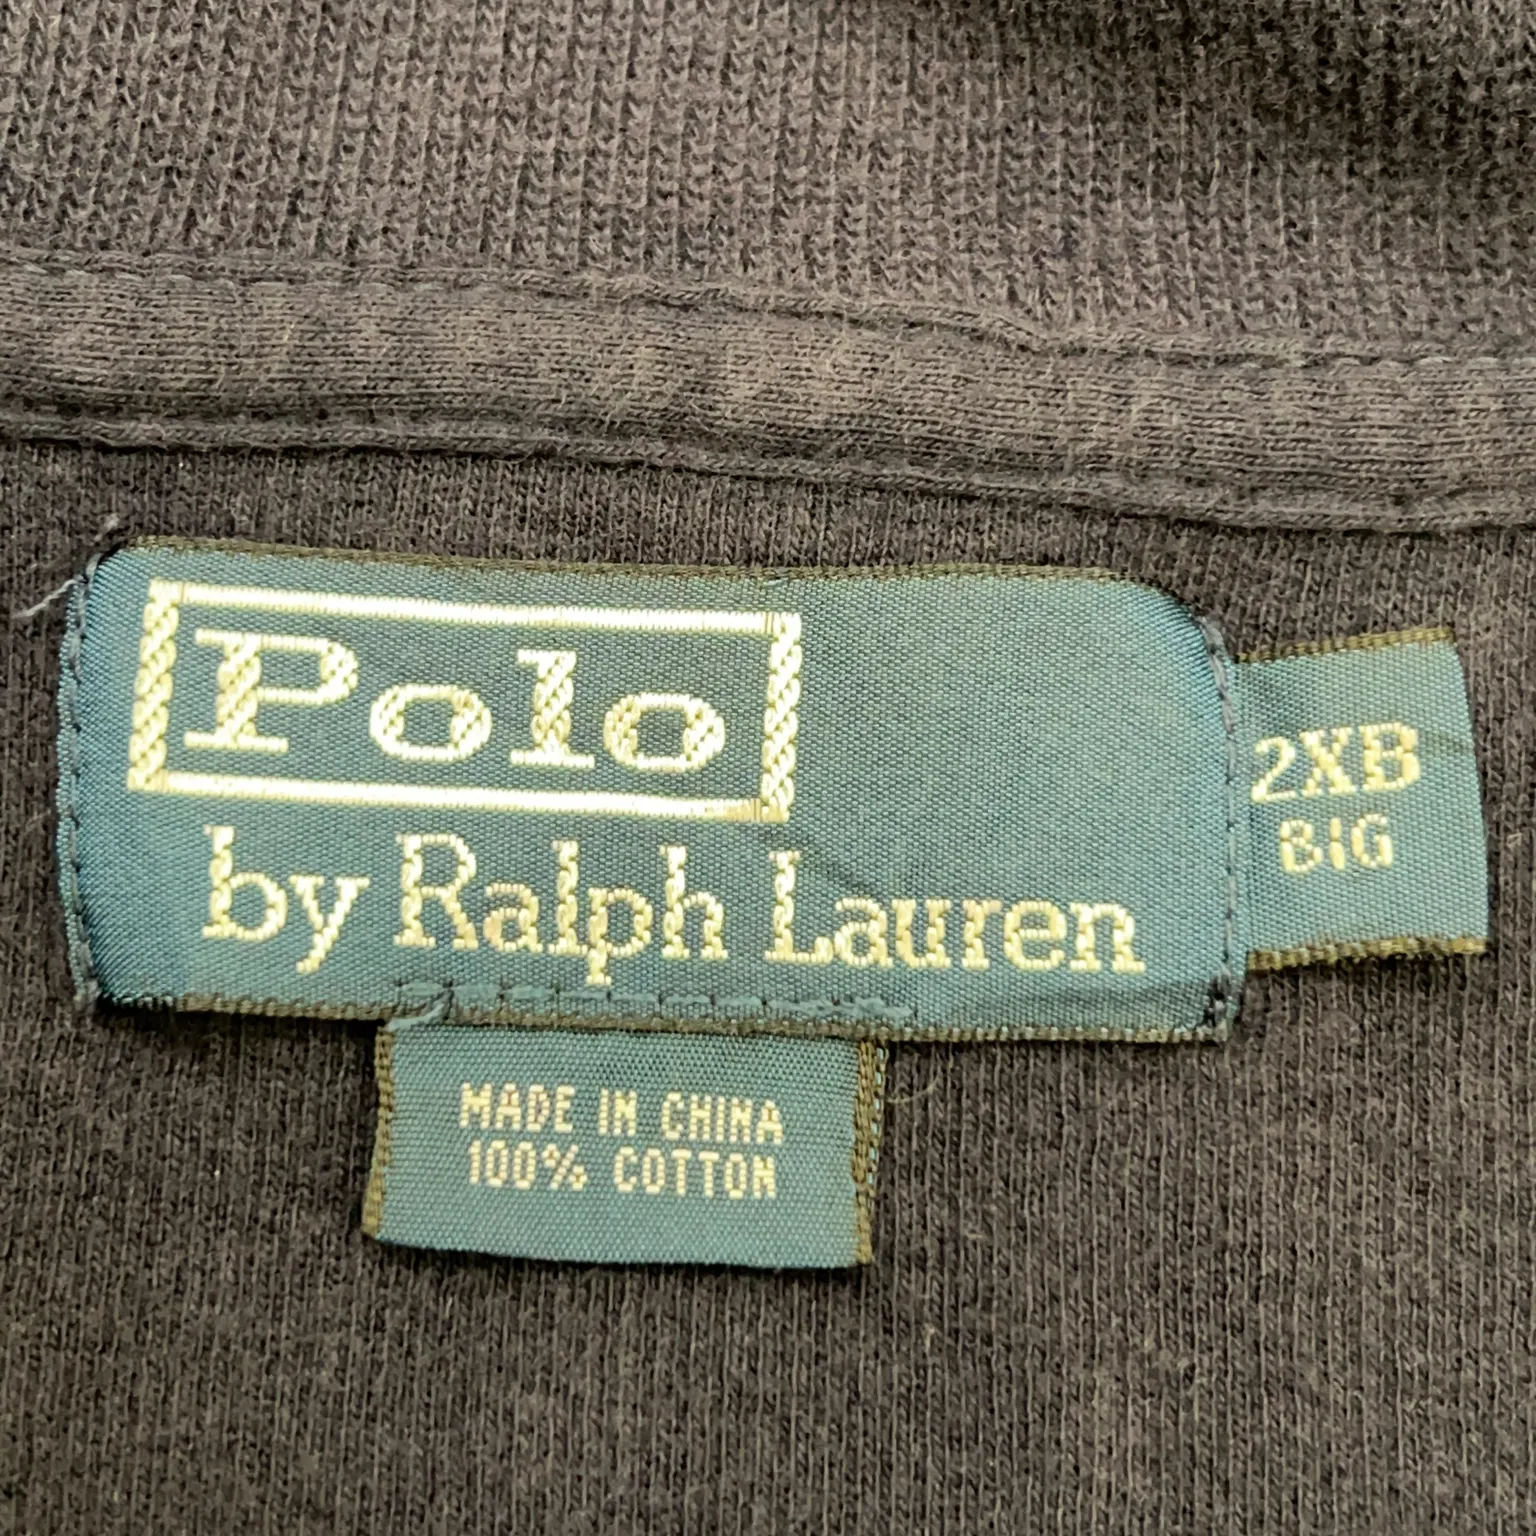 Polo
by Ralph Lauren
2XB
BIG
MADE IN CHINA
100% COTTON